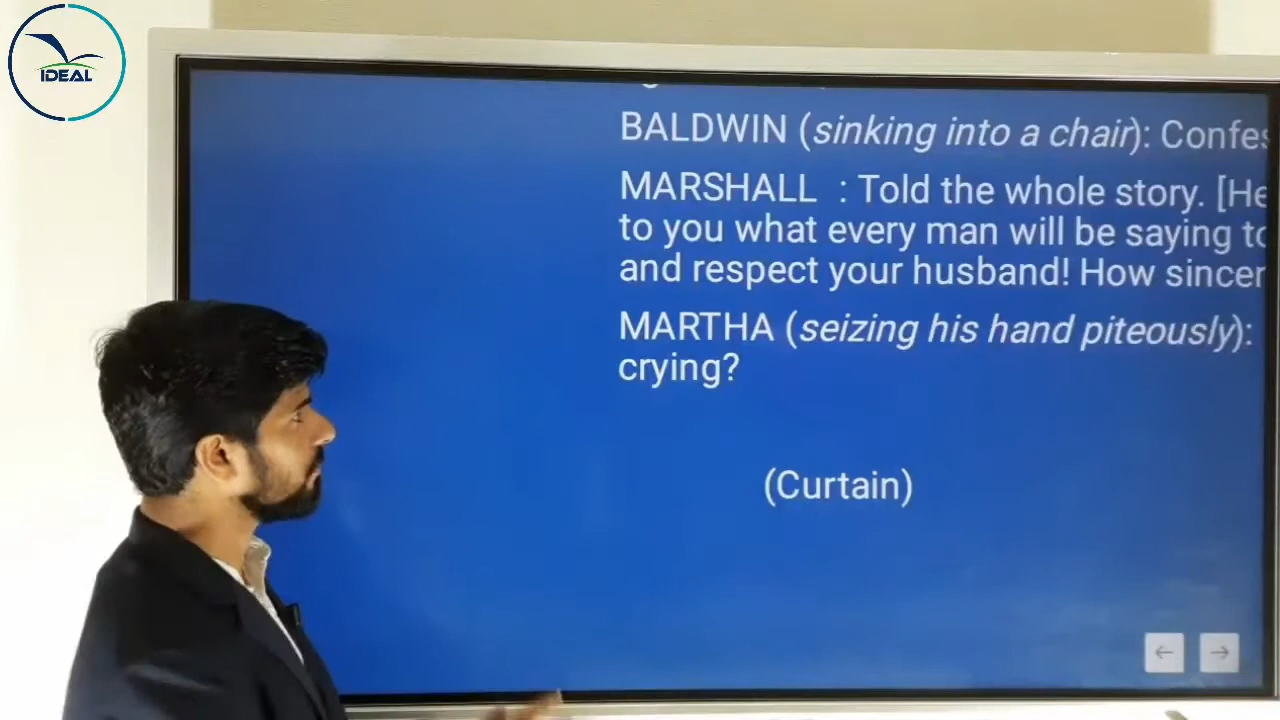 IDEAL
BALDWIN (sinking into a chair): Confes
MARSHALL : Told the whole story. [He
to you what every man will be saying to
and respect your husband! How sincer
MARTHA (seizing his hand piteously):
crying?
(Curtain)